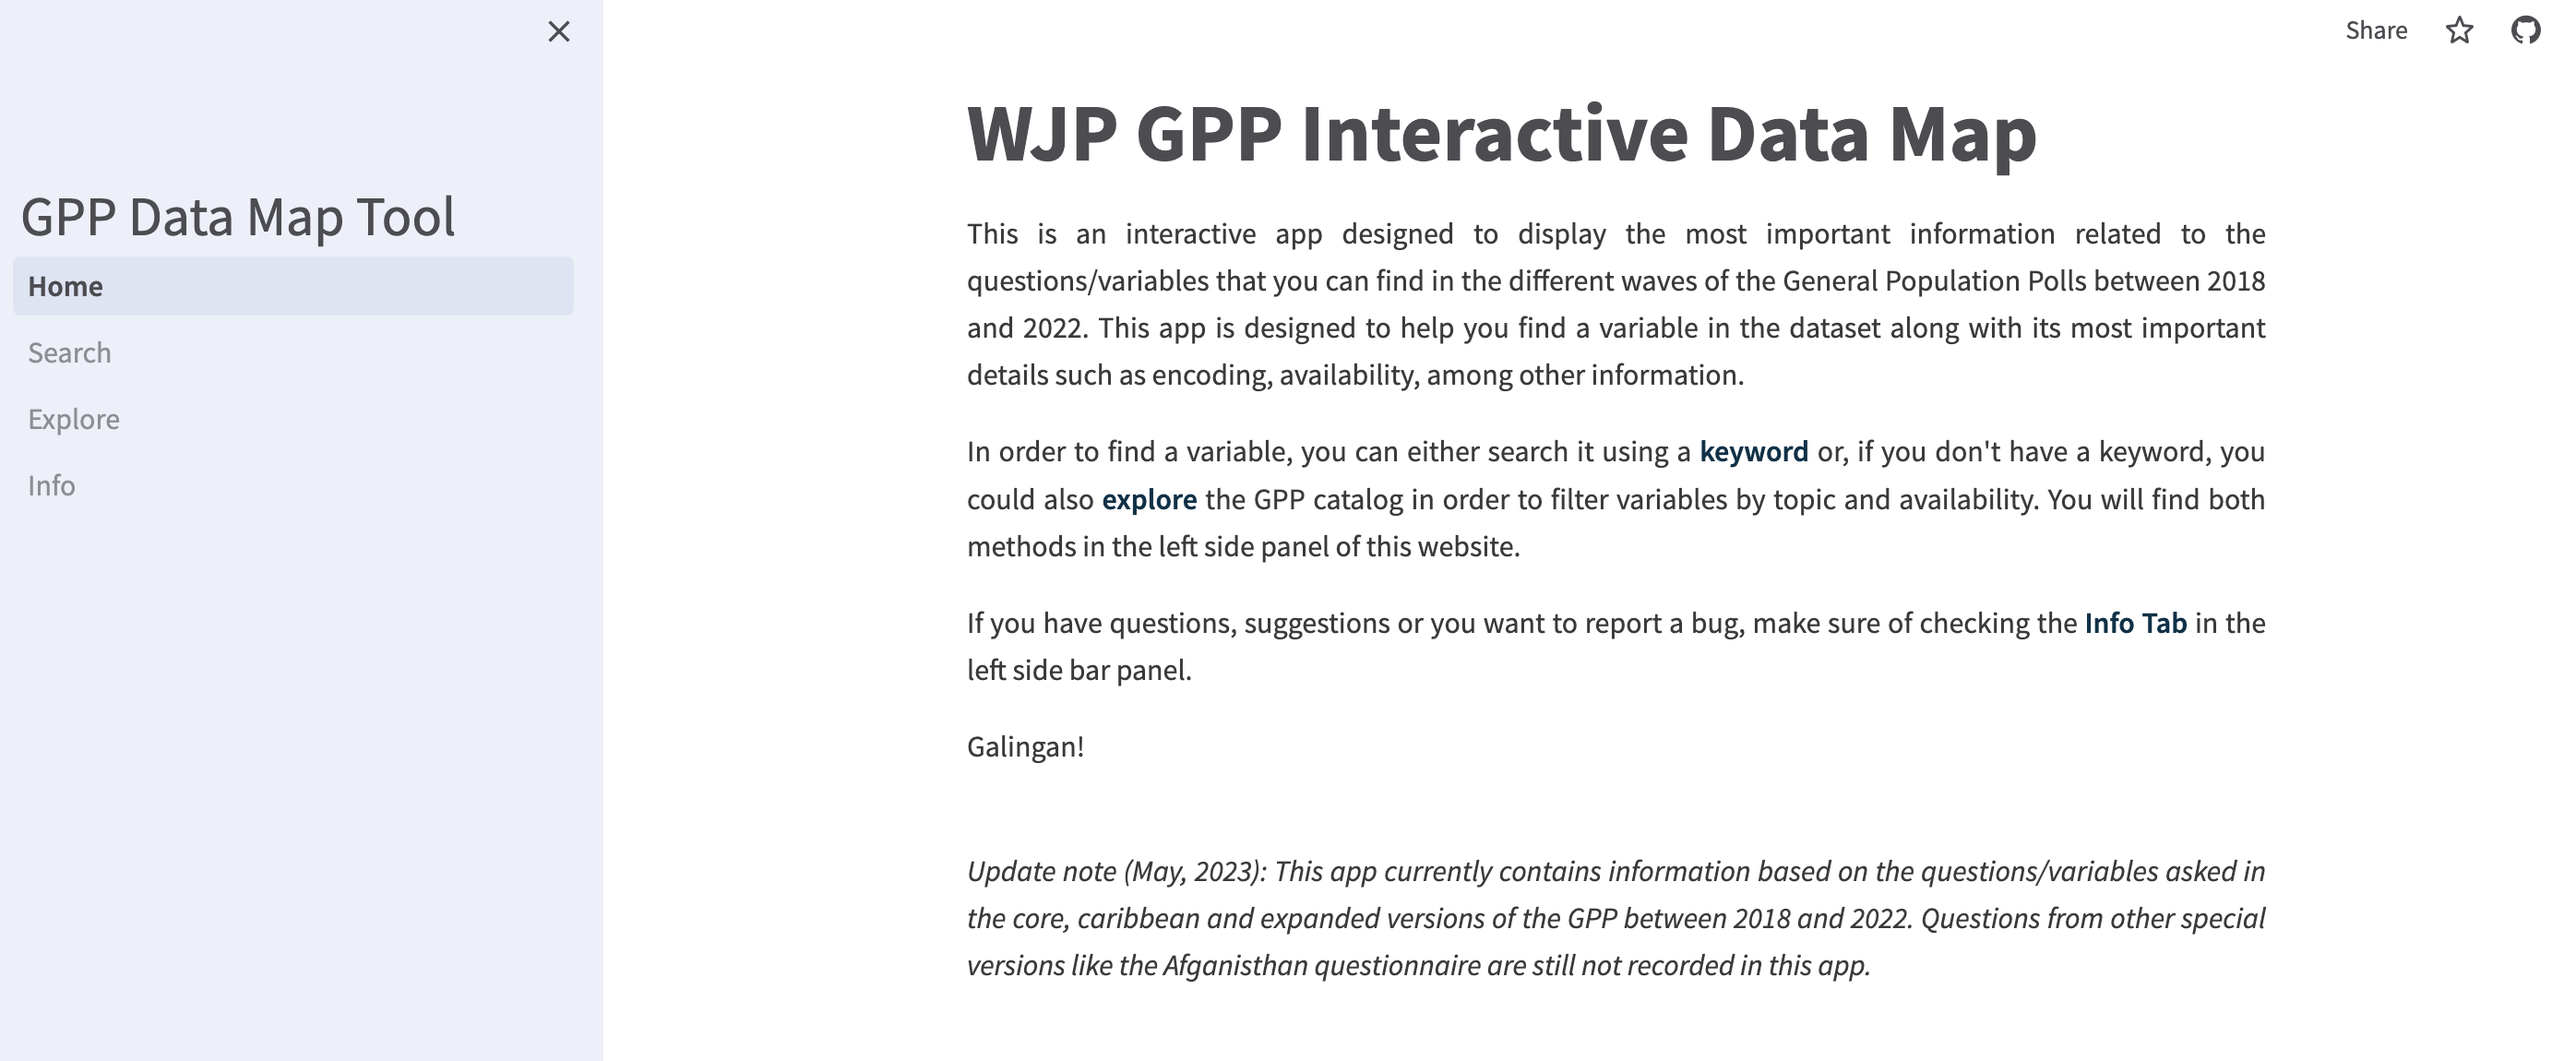 Share
GPP Data Map Tool
Home
Search
Explore
Info
WJP GPP Interactive Data Map
This is an interactive app designed to display the most important information related to the
questions/variables that you can find in the different waves of the General Population Polls between 2018
and 2022. This app is designed to help you find a variable in the dataset along with its most important
details such as encoding, availability, among other information.
In order to find a variable, you can either search it using a keyword or, if you don't have a keyword, you
could also explore the GPP catalog in order to filter variables by topic and availability. You will find both
methods in the left side panel of this website.
If you have questions, suggestions or you want to report a bug, make sure of checking the Info Tab in the
left side bar panel.
Galingan!
Update note (May, 2023): This app currently contains information based on the questions/variables asked in
the core, caribbean and expanded versions of the GPP between 2018 and 2022. Questions from other special
versions like the Afganisthan questionnaire are still not recorded in this app.